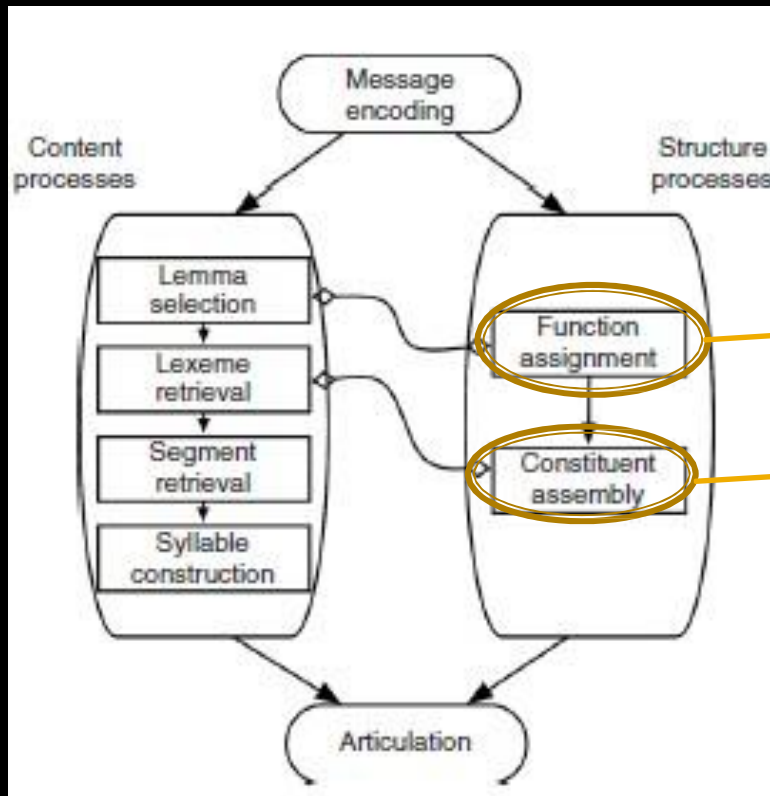 Message
encoding
Content
processes
Structure
processes
Lemma
selection
Lexeme
retrieval
Segment
retrieval
Syllable
construction
Function
assignment
Constituent
assembly
Articulation